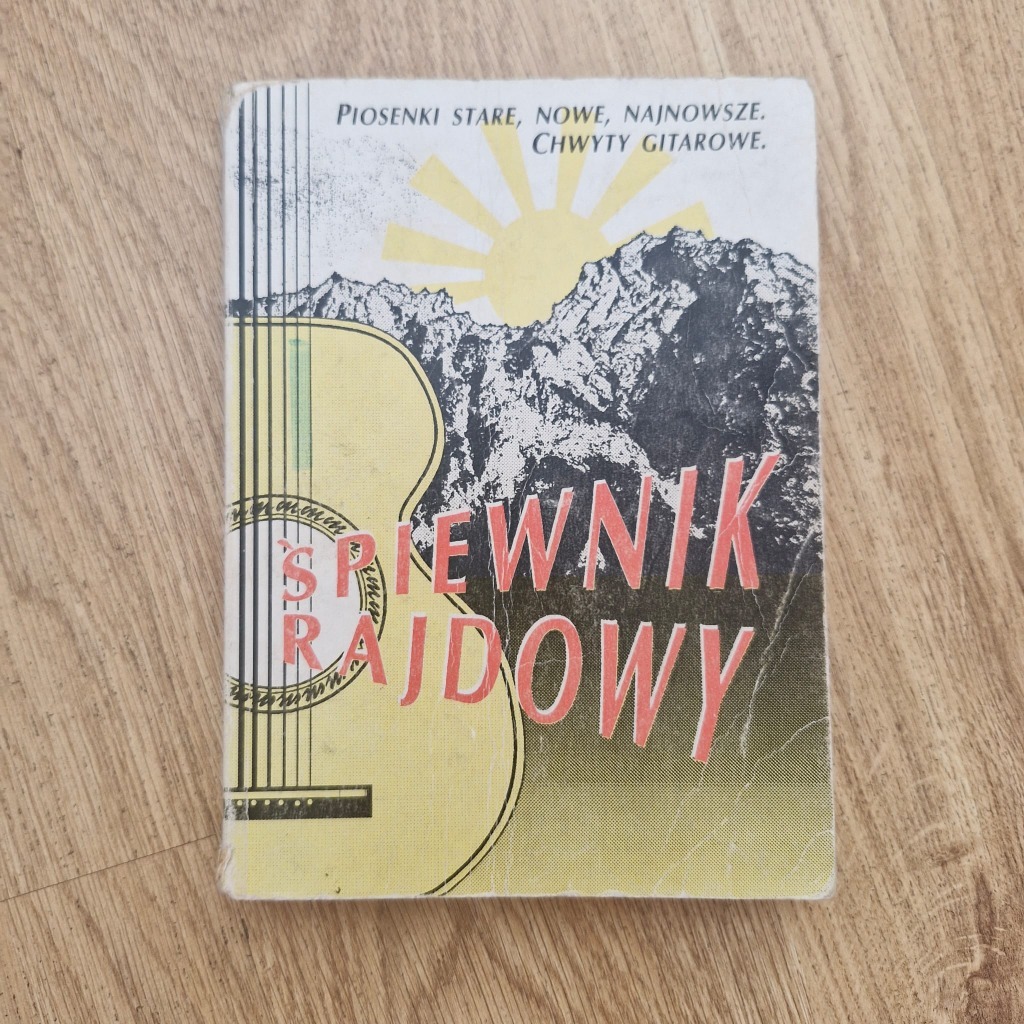 PIOSENKI STARE, NOWE, NAJNOWSZE.
CHWYTY GITAROWE.
ŚPIEWNIK
RAJDOWY